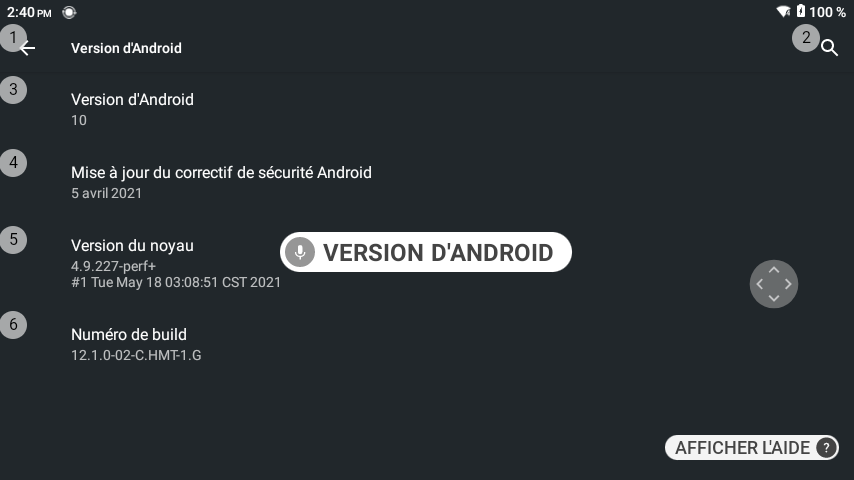 2:40 PM
100 %
1
Version d'Android
2
3
Version d'Android
10
4
Mise à jour du correctif de sécurité Android
5 avril 2021
5
Version du noyau
4.9.227-perf+
#1 Tue May 18 03:08:51 CST 2021
VERSION D'ANDROID
6
Numéro de build
12.1.0-02-C.HMT-1.G
AFFICHER L'AIDE ?